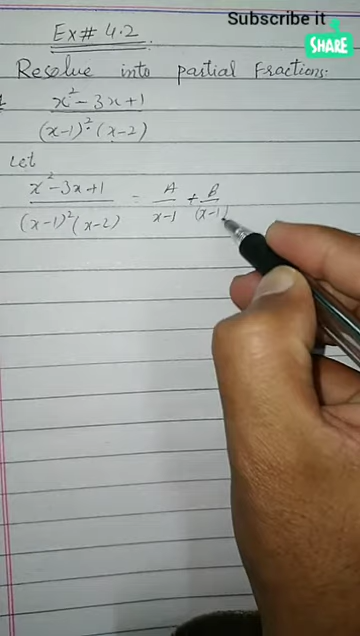 Subscribe it
SHARE
Ex# 4.2
Resolve into partial Fractions:
x² - 3x + 1
(x-1)² (x-2)
Let
x² - 3x + 1 = A + B
(x-1)² (x-2) x-1 (x-1)